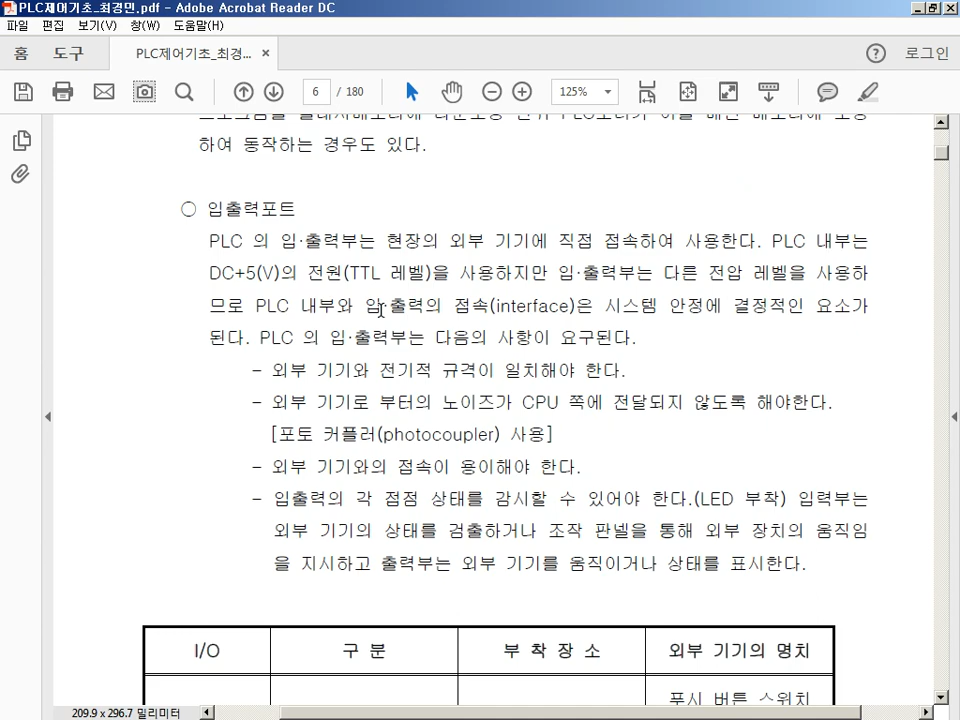 PLC제어기초_최경민.pdf - Adobe Acrobat Reader DC
파일 편집 보기(V) 창(W) 도움말(H)
홈 도구 PLC제어기초_최경... × 로그인
6 / 180 125%
하여 동작하는 경우도 있다.
○ 입출력포트
PLC 의 입·출력부는 현장의 외부 기기에 직접 접속하여 사용한다. PLC 내부는
DC+5(V)의 전원(TTL 레벨)을 사용하지만 입·출력부는 다른 전압 레벨을 사용하
므로 PLC 내부와 입·출력의 접속(interface)은 시스템 안정에 결정적인 요소가
된다. PLC 의 입·출력부는 다음의 사항이 요구된다.
- 외부 기기와 전기적 규격이 일치해야 한다.
- 외부 기기로 부터의 노이즈가 CPU 쪽에 전달되지 않도록 해야한다.
[포토 커플러(photocoupler) 사용]
- 외부 기기와의 접속이 용이해야 한다.
- 입출력의 각 접점 상태를 감시할 수 있어야 한다.(LED 부착) 입력부는
외부 기기의 상태를 검출하거나 조작 판넬을 통해 외부 장치의 움직임
을 지시하고 출력부는 외부 기기를 움직이거나 상태를 표시한다.
I/O 구 분 부 착 장 소 외부 기기의 명치
푸시 버튼 스위치
209.9 x 296.7 밀리미터